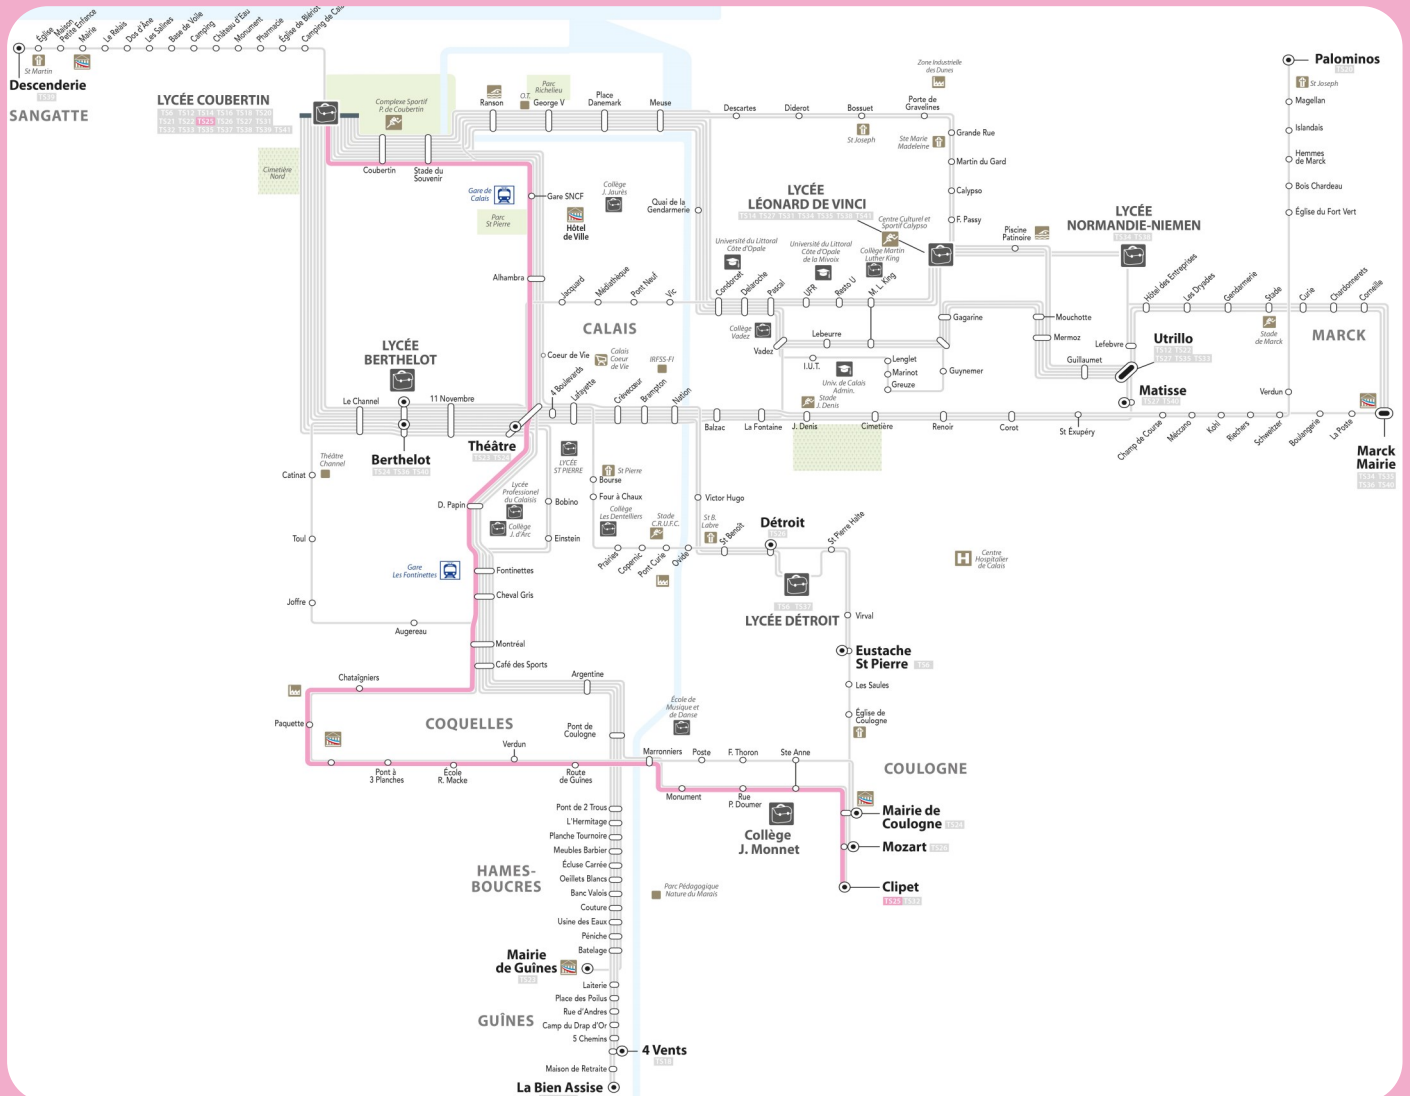 Église
Maison
Petite Enfance
Mairie
Le Relais
Dos d'Âne
Les Salines
Base de Voile
Camping
Château d'Eau
Monument
Pharmacie
Église de Blériot
St Martin
Descenderie
SANGATTE
LYCÉE COUBERTIN
TS25
Complexe Sportif
P. de Coubertin
Cimetière
Nord
Coubertin
Stade du
Souvenir
Ranson
O.T.
Parc
Richelieu
George V
Place
Danemark
Meuse
Descartes
Diderot
Bossuet
St Joseph
Zone Industrielle
des Dunes
Porte de
Gravelines
Ste Marie
Madeleine
Grande Rue
Martin du Gard
Calypso
F. Passy
Palominos
St Joseph
Magellan
Islandais
Hemmes
de Marck
Bois Chardeau
Église du Fort Vert
Gare de
Calais
Gare SNCF
Parc
St Pierre
Collège
J. Jaurès
Hôtel
de Ville
Quai de la
Gendarmerie
LYCÉE
LÉONARD DE VINCI
Centre Culturel et
Sportif Calypso
Collège Martin
Luther King
Piscine
Patinoire
LYCÉE
NORMANDIE-NIEMEN
Université du Littoral
Côte d'Opale
Université du Littoral
Côte d'Opale
de la Mivoix
Alhambra
Jacquard
Médiathèque
Pont Neuf
Vic
Condorcet
Delaroche
Pascal
UFR
Resto U
M. L. King
Hôtel des Entreprises
Les Dryades
Gendarmerie
Stade
Curie
Chardonnerets
Corneille
Stade
de Marck
MARCK
CALAIS
Collège
Vadez
Vadez
Lebeurre
Gagarine
Mouchotte
Mermoz
Guillaumet
Lefebvre
Utrillo
LYCÉE
BERTHELOT
Coeur de Vie
Calais
Coeur
de Vie
IRFSS-FI
I.U.T.
Univ. de Calais
Admin.
Lenglet
Marinot
Greuze
Guynemer
Matisse
Verdun
Le Channel
11 Novembre
4 Boulevards
Lafayette
Crèvecœur
Brampton
Nation
Balzac
La Fontaine
Stade
J. Denis
J. Denis
Cimetière
Renoir
Corot
St Exupéry
Champ de Course
Méccano
Kohl
Riechers
Schweitzer
Boulangerie
La Poste
Marck
Mairie
Berthelot
Théâtre
Théâtre
Channel
Catinat
LYCÉE
ST PIERRE
St Pierre
Bourse
Four à Chaux
Lycée
Professionel
du Calaisis
Collège
J. d'Arc
D. Papin
Bobino
Einstein
Collège
Les Dentelliers
Stade
C.R.U.F.C.
Victor Hugo
St B.
Labre
St Benoît
Détroit
St Pierre Halte
Centre
Hospitalier
de Calais
Toul
Prairies
Copernic
Pont Curie
Ovide
Gare
Les Fontinettes
Fontinettes
Cheval Gris
LYCÉE DÉTROIT
Virval
Joffre
Augereau
Montréal
Café des Sports
Eustache
St Pierre
Les Saules
Chataîgniers
Argentine
École de
Musique et
de Danse
Église de
Coulogne
Paquette
COQUELLES
Pont de
Coulogne
Verdun
Marronniers
Poste
F. Thoron
Ste Anne
COULOGNE
Pont à
3 Planches
École
R. Macke
Route
de Guînes
Monument
Rue
P. Doumer
Pont de 2 Trous
L'Hermitage
Planche Tournoire
Meubles Barbier
Écluse Carrée
Oeillets Blancs
Banc Valois
Couture
Usine des Eaux
Péniche
Batelage
Collège
J. Monnet
Mairie de
Coulogne
Mozart
Clipet
TS25
HAMES-
BOUCRES
Parc Pédagogique
Nature du Marais
Mairie
de Guînes
Laiterie
Place des Poilus
Rue d'Andres
Camp du Drap d'Or
5 Chemins
GUÎNES
4 Vents
Maison de Retraite
La Bien Assise